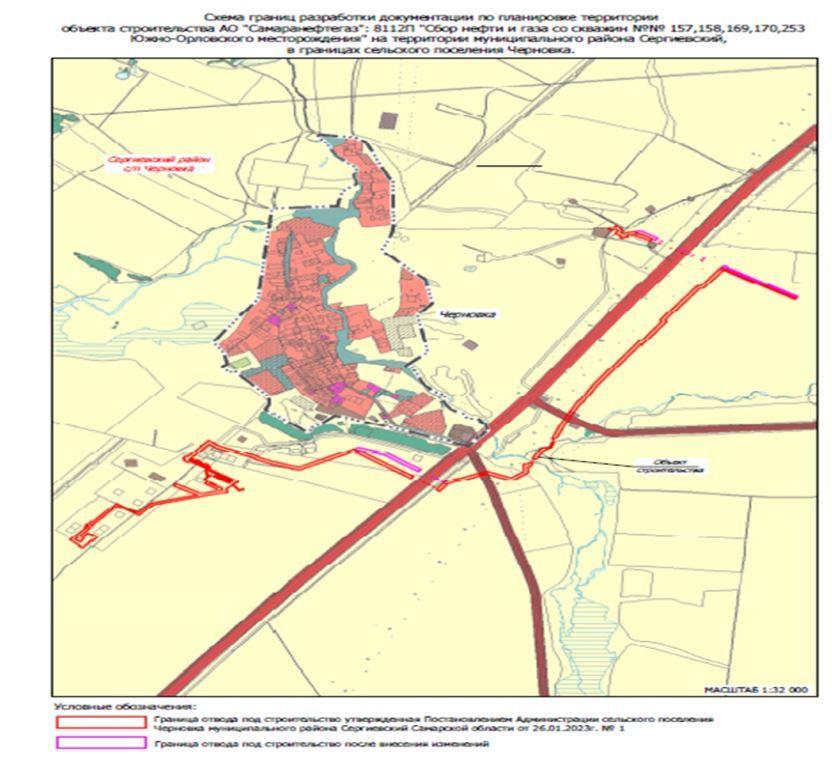 Схема границ разработки документации по планировке территории
объекта строительства АО "Самаранефтегаз": 8112П "Сбор нефти и газа со скважин №№ 157,158,169,170,253
Южно-Орловского месторождения" на территории муниципального района Сергиевский,
в границах сельского поселения Черновка.
Сергиевский район
с/п Черновка
Черновка
Объект
строительства
МАСШТАБ 1:32 000
Условные обозначения:
Граница отвода под строительство утвержденная Постановлением Администрации сельского поселения
Черновка муниципального района Сергиевский Самарской области от 26.01.2023г. № 1
Граница отвода под строительство после внесения изменений